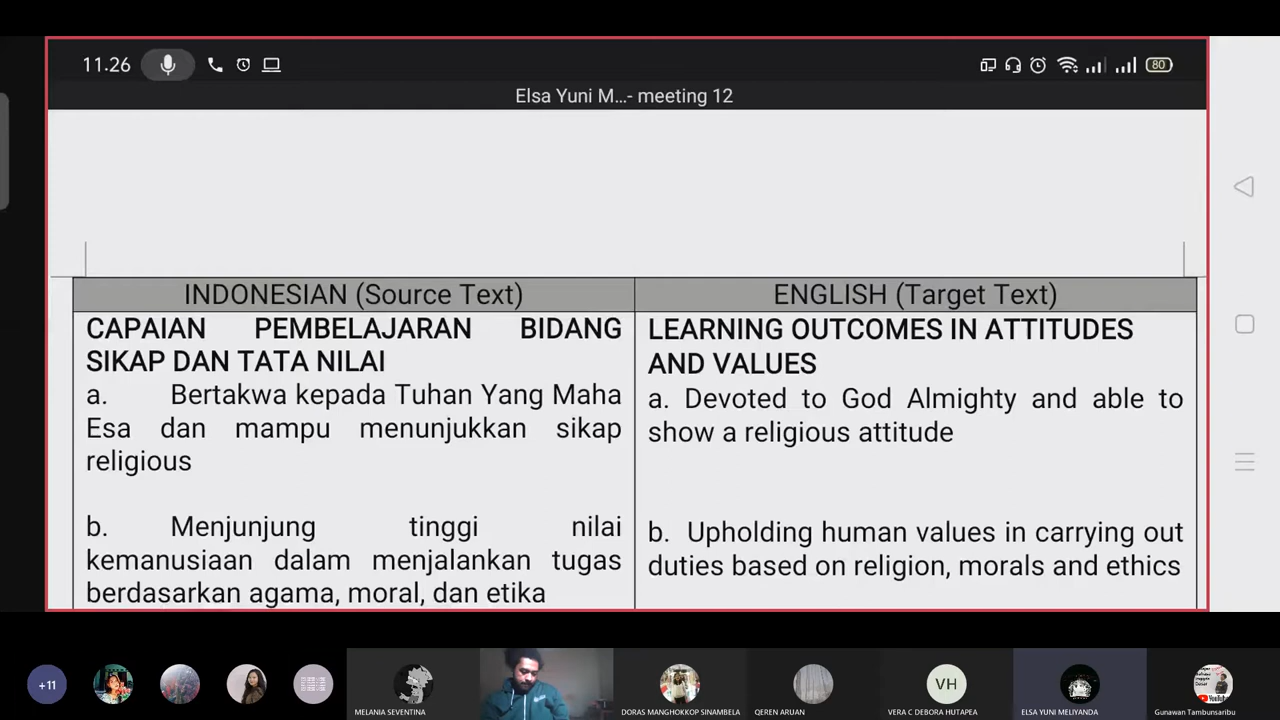 11.26
80
Elsa Yuni M...- meeting 12
INDONESIAN (Source Text)
ENGLISH (Target Text)
CAPAIAN PEMBELAJARAN BIDANG
SIKAP DAN TATA NILAI
a. Bertakwa kepada Tuhan Yang Maha
Esa dan mampu menunjukkan sikap
religious
b. Menjunjung tinggi nilai
kemanusiaan dalam menjalankan tugas
berdasarkan agama, moral, dan etika
LEARNING OUTCOMES IN ATTITUDES
AND VALUES
a. Devoted to God Almighty and able to
show a religious attitude
b. Upholding human values in carrying out
duties based on religion, morals and ethics
+11
MELANIA SEVENTINA
DORAS MANGHOKKOP SINAMBELA
QEREN ARUAN
VH
VERA C DEBORA HUTAPEA
ELSA YUNI MELIYANDA
YouTube
Gunawan Tambunsaribu